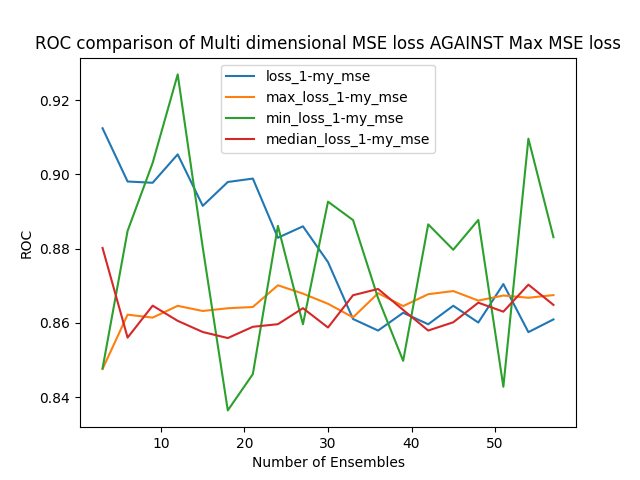 ROC comparison of Multi dimensional MSE loss AGAINST Max MSE loss
loss_1-my_mse
max_loss_1-my_mse
min_loss_1-my_mse
median_loss_1-my_mse
0.92
0.90
0.88
0.86
0.84
ROC
10
20
30
40
50
Number of Ensembles